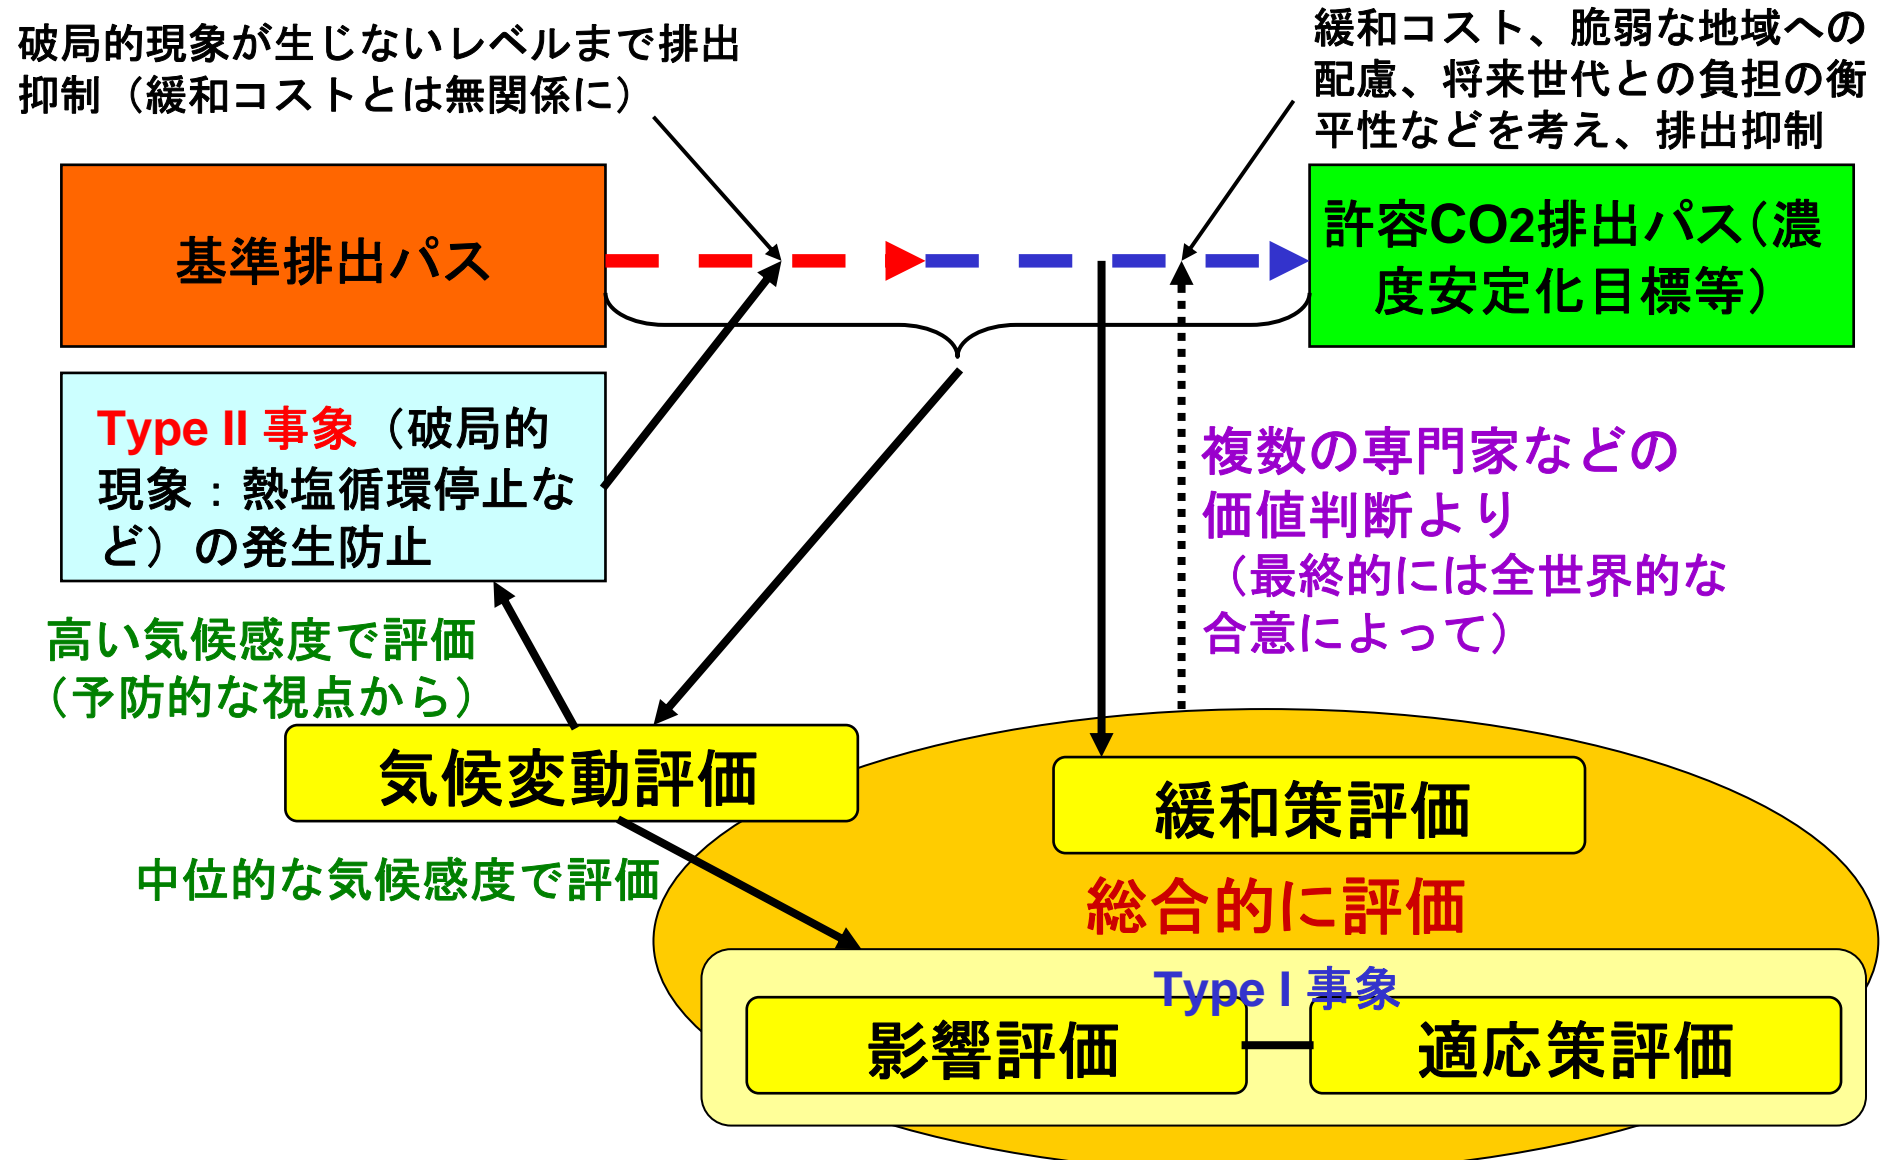 破局的現象が生じないレベルまで排出
抑制（緩和コストとは無関係に）
緩和コスト、脆弱な地域への
配慮、将来世代との負担の衡
平性などを考え、排出抑制
基準排出パス
許容CO2排出パス（濃
度安定化目標等）
Type II 事象（破局的
現象：熱塩循環停止な
ど）の発生防止
複数の専門家などの
価値判断より
（最終的には全世界的な
合意によって）
高い気候感度で評価
（予防的な視点から）
気候変動評価
緩和策評価
中位的な気候感度で評価
総合的に評価
Type I 事象
影響評価
適応策評価